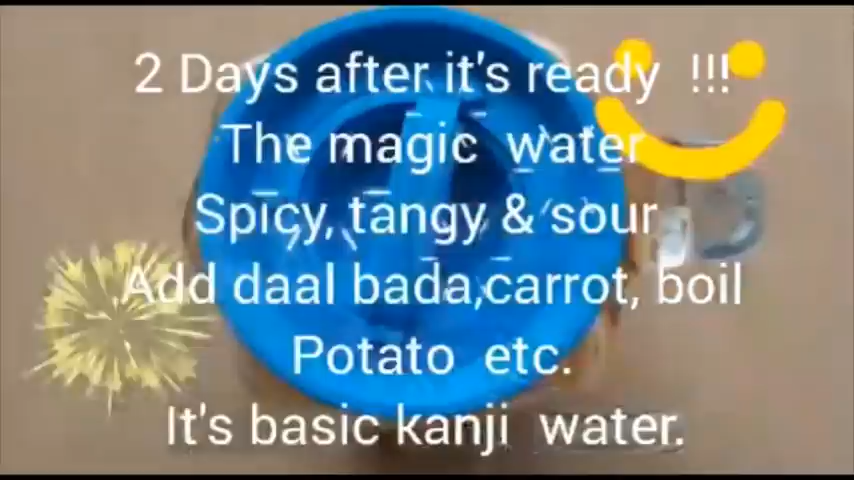 2 Days after it's ready !!!
The magic water
Spicy, tangy & sour
Add daal bada,carrot, boil
Potato etc.
It's basic kanji water.